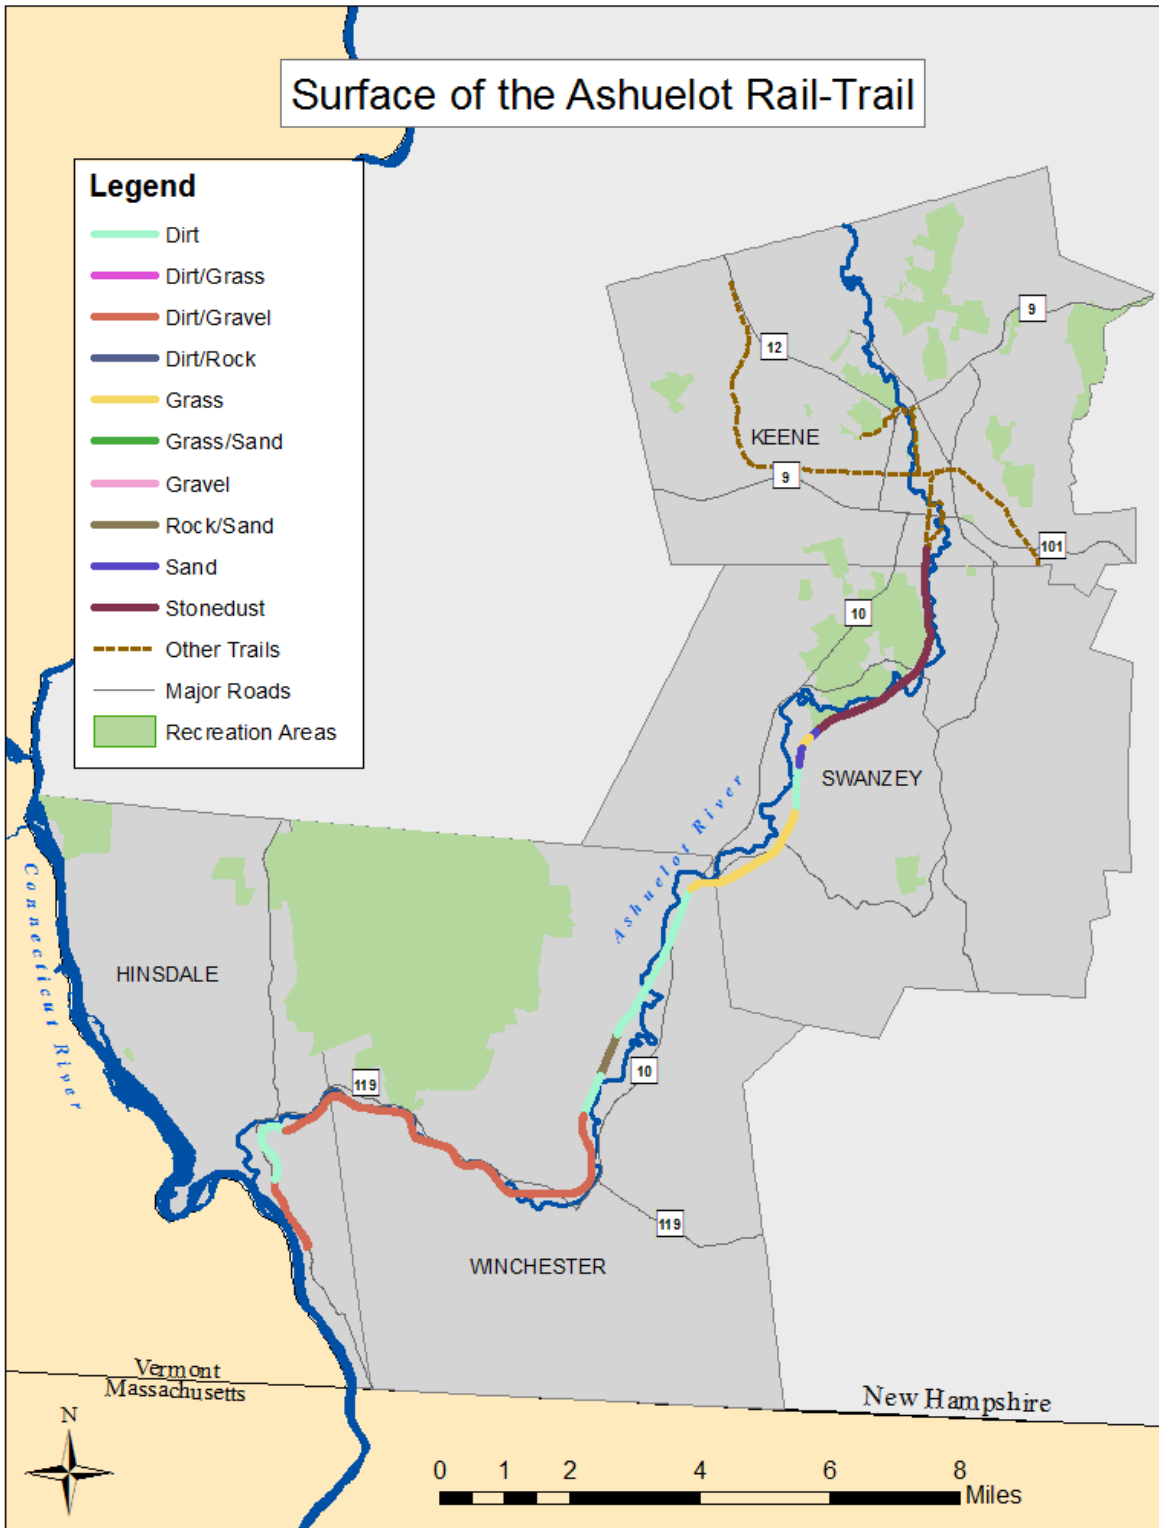 Surface of the Ashuelot Rail-Trail
Legend
Dirt
Dirt/Grass
Dirt/Gravel
Dirt/Rock
Grass
Grass/Sand
Gravel
Rock/Sand
Sand
Stonedust
Other Trails
Major Roads
Recreation Areas
9
12
KEENE
9
101
10
SWANZEY
Ashuelot River
Connecticut River
HINSDALE
10
119
119
WINCHESTER
Vermont
Massachusetts
New Hampshire
N
0 1 2 4 6 8
Miles